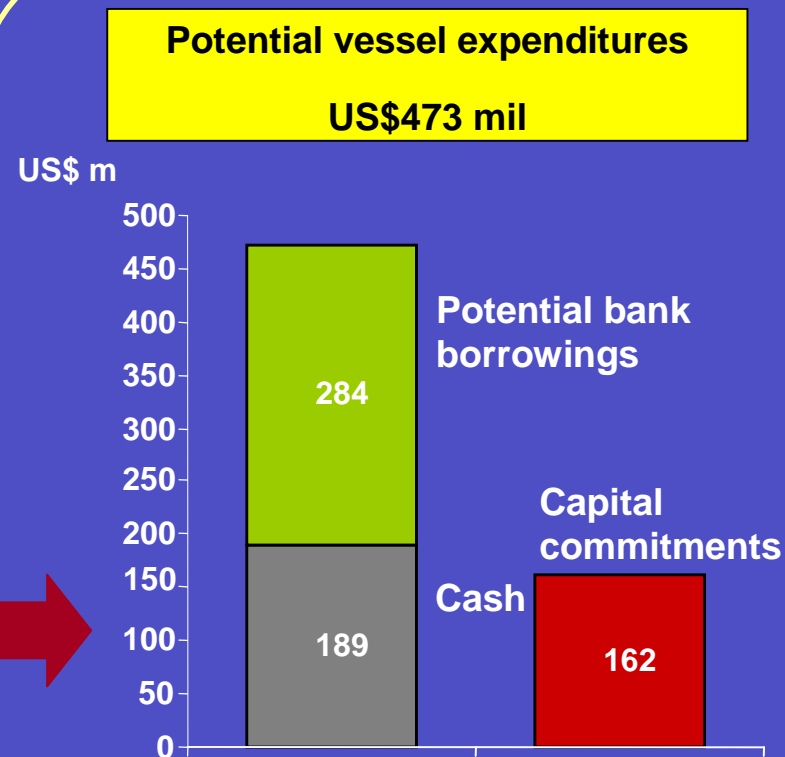 Potential vessel expenditures
US$473 mil
US$ m
500
450
400
350
300
250
200
150
100
50
0
284
189
Potential bank
borrowings
Cash
Capital
commitments
162